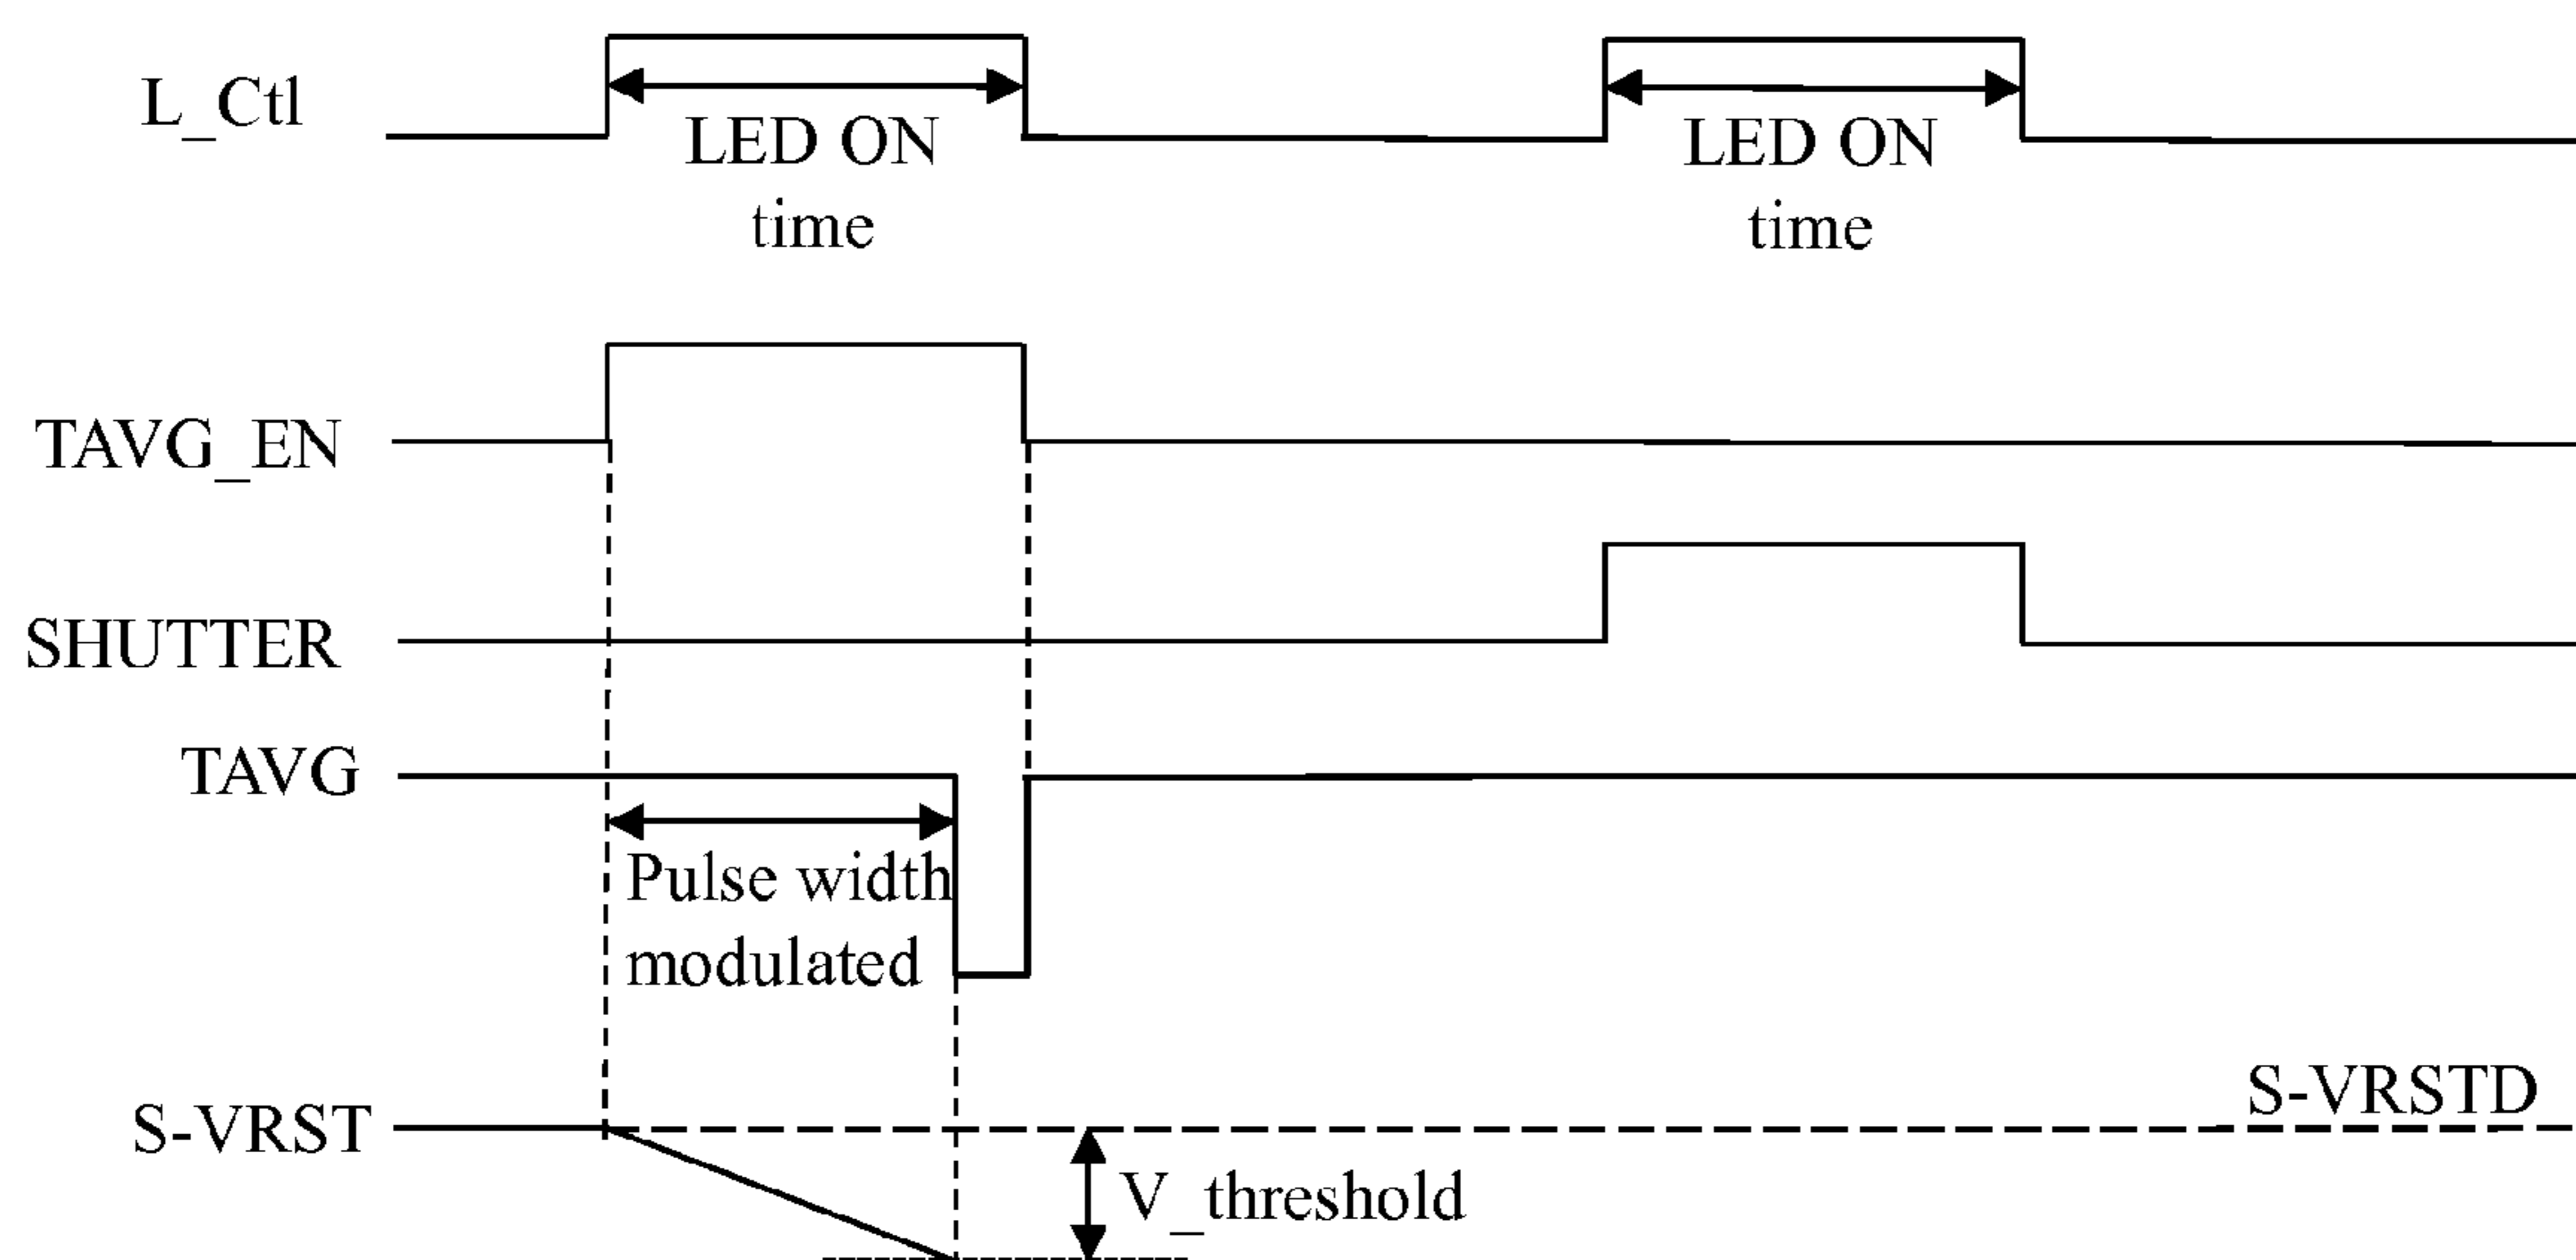 L_Ctl
LED ON
time
LED ON
time
TAVG_EN
SHUTTER
TAVG
Pulse width
modulated
S-VRST
S-VRSTD
V_threshold